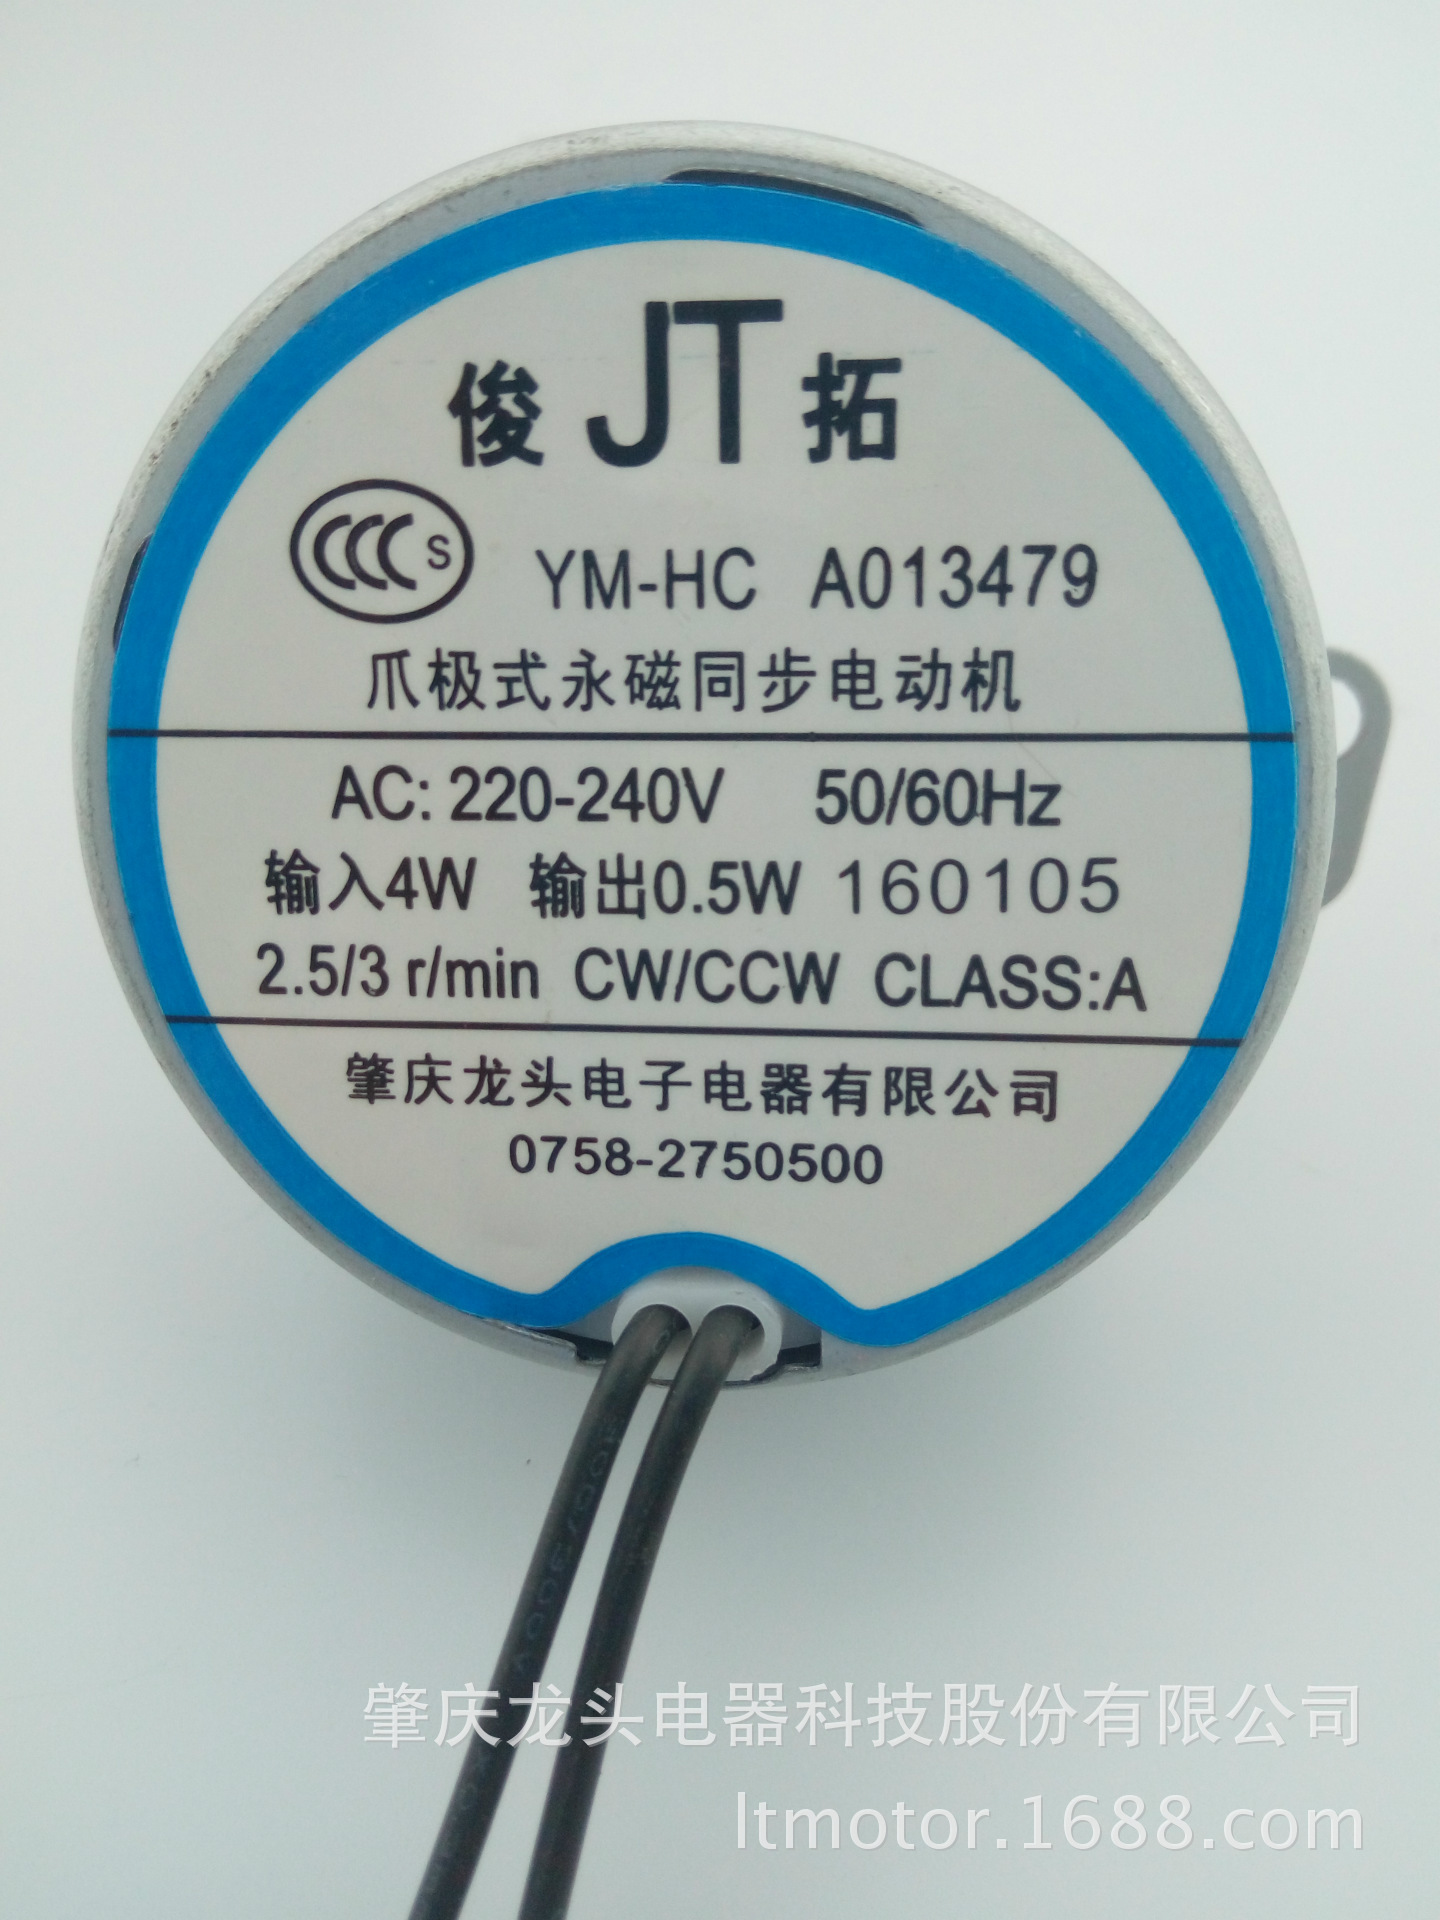 俊 JT 拓
CCC S YM-HC A013479
爪极式永磁同步电动机
AC: 220-240V 50/60Hz
输入4W 输出0.5W 160105
2.5/3 r/min CW/CCW CLASS:A
肇庆龙头电子电器有限公司
0758-2750500
肇庆龙头电器科技股份有限公司
ltmotor.1688.com